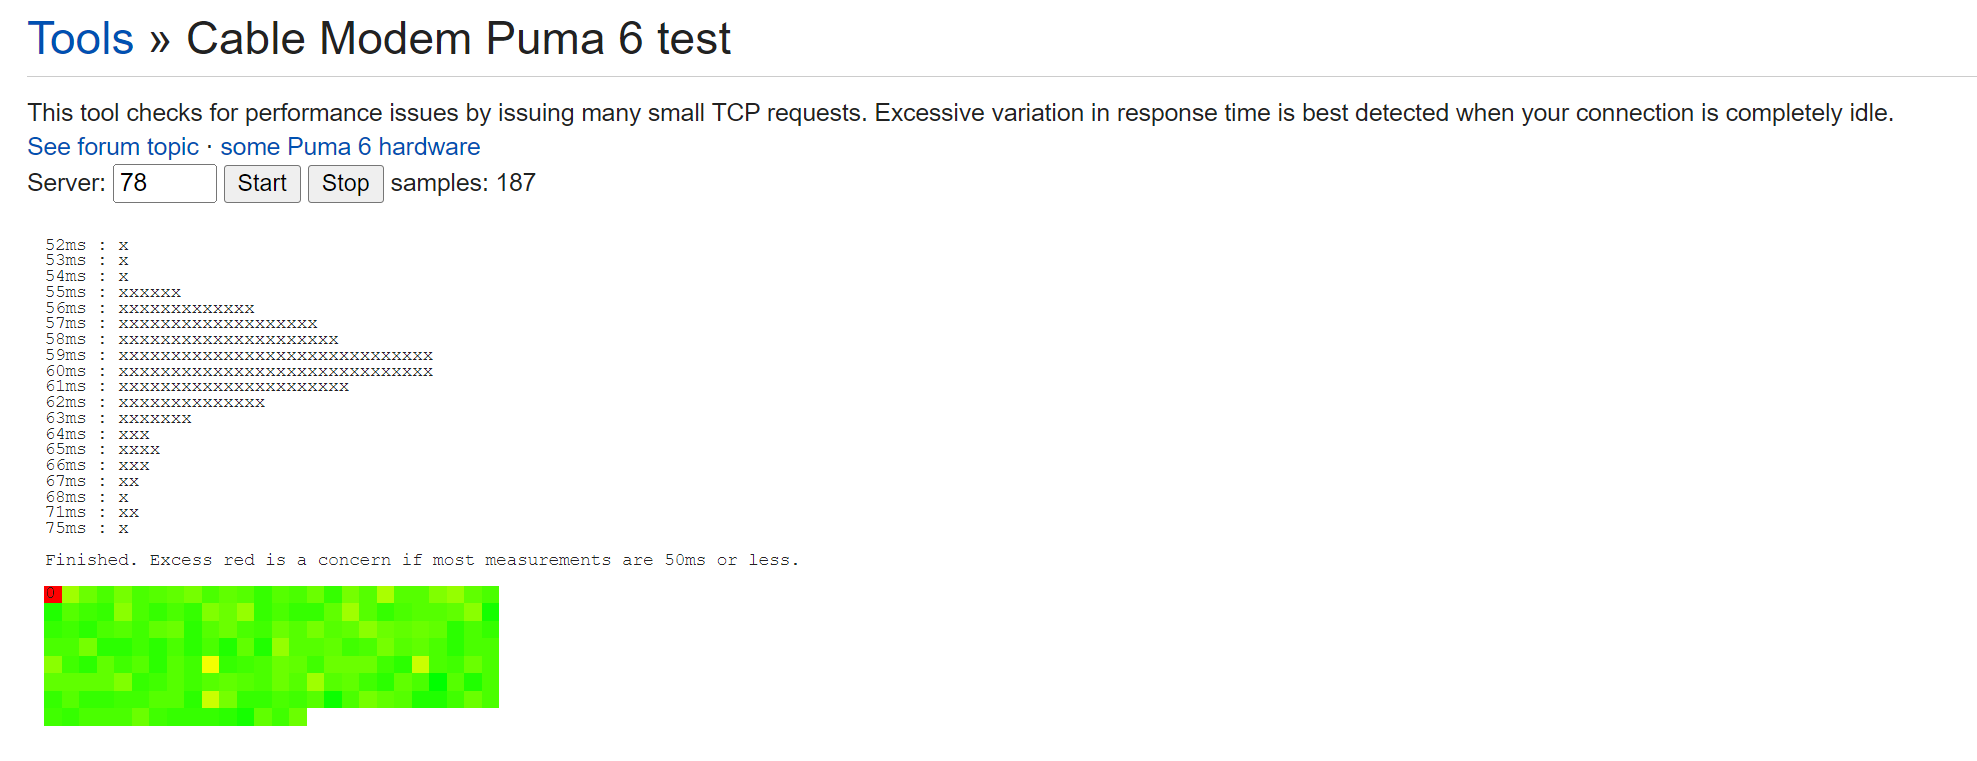 Tools » Cable Modem Puma 6 test
This tool checks for performance issues by issuing many small TCP requests. Excessive variation in response time is best detected when your connection is completely idle.
See forum topic · some Puma 6 hardware
Server: 78 Start Stop samples: 187
52ms : x
53ms : x
54ms : x
55ms : xxxxxx
56ms : xxxxxxxxxxxxx
57ms : xxxxxxxxxxxxxxxxxxx
58ms : xxxxxxxxxxxxxxxxxxxxx
59ms : xxxxxxxxxxxxxxxxxxxxxxxxxxxxxx
60ms : xxxxxxxxxxxxxxxxxxxxxxxxxxxxxx
61ms : xxxxxxxxxxxxxxxxxxxxxx
62ms : xxxxxxxxxxxxxx
63ms : xxxxxxx
64ms : xxx
65ms : xxxx
66ms : xxx
67ms : xx
68ms : x
71ms : xx
75ms : x
Finished. Excess red is a concern if most measurements are 50ms or less.
0